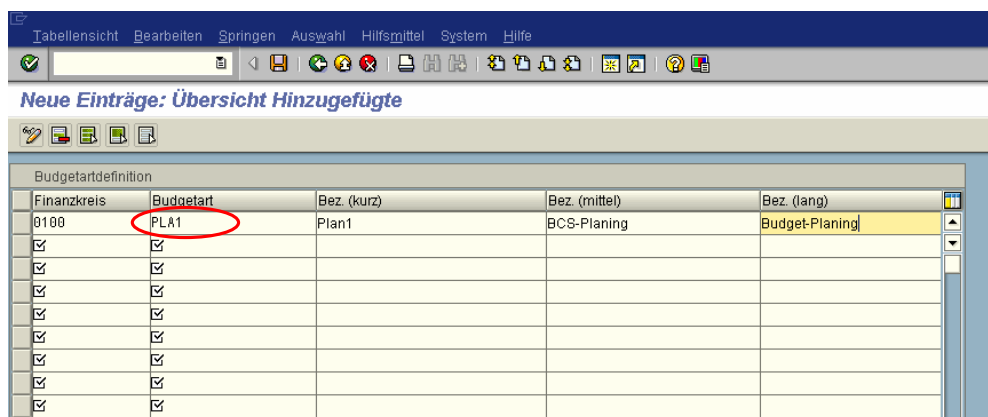 Tabellensicht Bearbeiten Springen Auswahl Hilfsmittel System Hilfe
Neue Einträge: Übersicht Hinzugefügte
Budgetartdefinition
Finanzkreis Budgetart Bez. (kurz) Bez. (mittel) Bez. (lang)
0100 PLA1 Plan1 BCS-Planing Budget-Planing